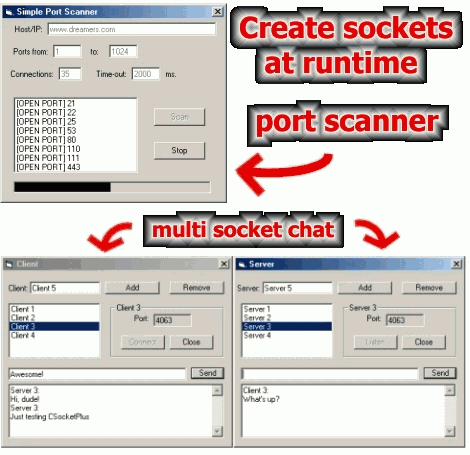 Simple Port Scanner
Host/IP: www.dreamers.com
Ports from: 1 to: 1024
Connections: 35 Time-out: 2000 ms.
[OPEN PORT] 21
[OPEN PORT] 22
[OPEN PORT] 25
[OPEN PORT] 53
[OPEN PORT] 80
[OPEN PORT] 110
[OPEN PORT] 111
[OPEN PORT] 443
Scan
Stop
Create sockets
at runtime
port scanner
multi socket chat
Client
Client: Client 5 Add Remove
Client 1
Client 2
Client 3
Client 4
Client 3
Port: 4063
Connect Close
Awesome! Send
Server 3:
Hi, dude!
Server 3:
Just testing CSocketPlus
Server
Server: Server 5 Add Remove
Server 1
Server 2
Server 3
Server 4
Server 3
Port: 4063
Listen Close
Send
Client 3:
What's up?